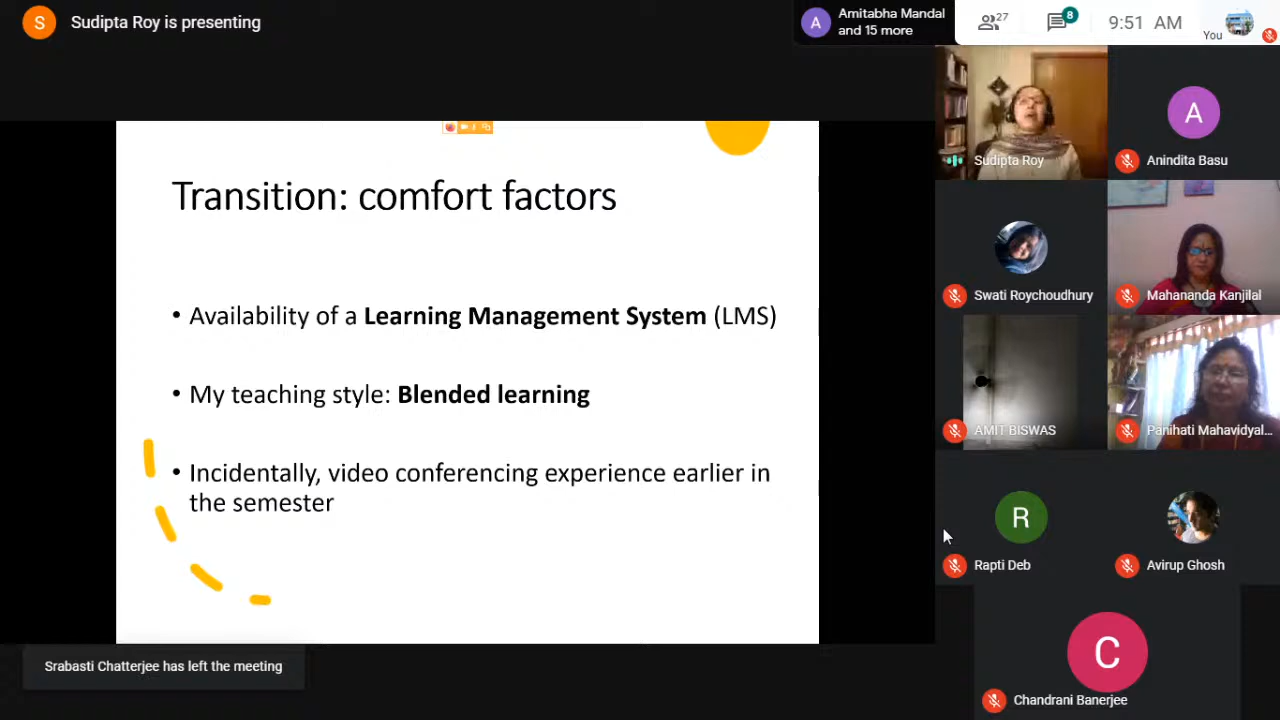 S
Sudipta Roy is presenting
A
Amitabha Mandal
and 15 more
27
8
9:51 AM
You
Transition: comfort factors
• Availability of a Learning Management System (LMS)
• My teaching style: Blended learning
• Incidentally, video conferencing experience earlier in
the semester
Sudipta Roy
A
Anindita Basu
Swati Roychoudhury
Mahananda Kanjilal
AMIT BISWAS
Panihati Mahavidyal...
R
Rapti Deb
Avirup Ghosh
C
Chandrani Banerjee
Srabasti Chatterjee has left the meeting